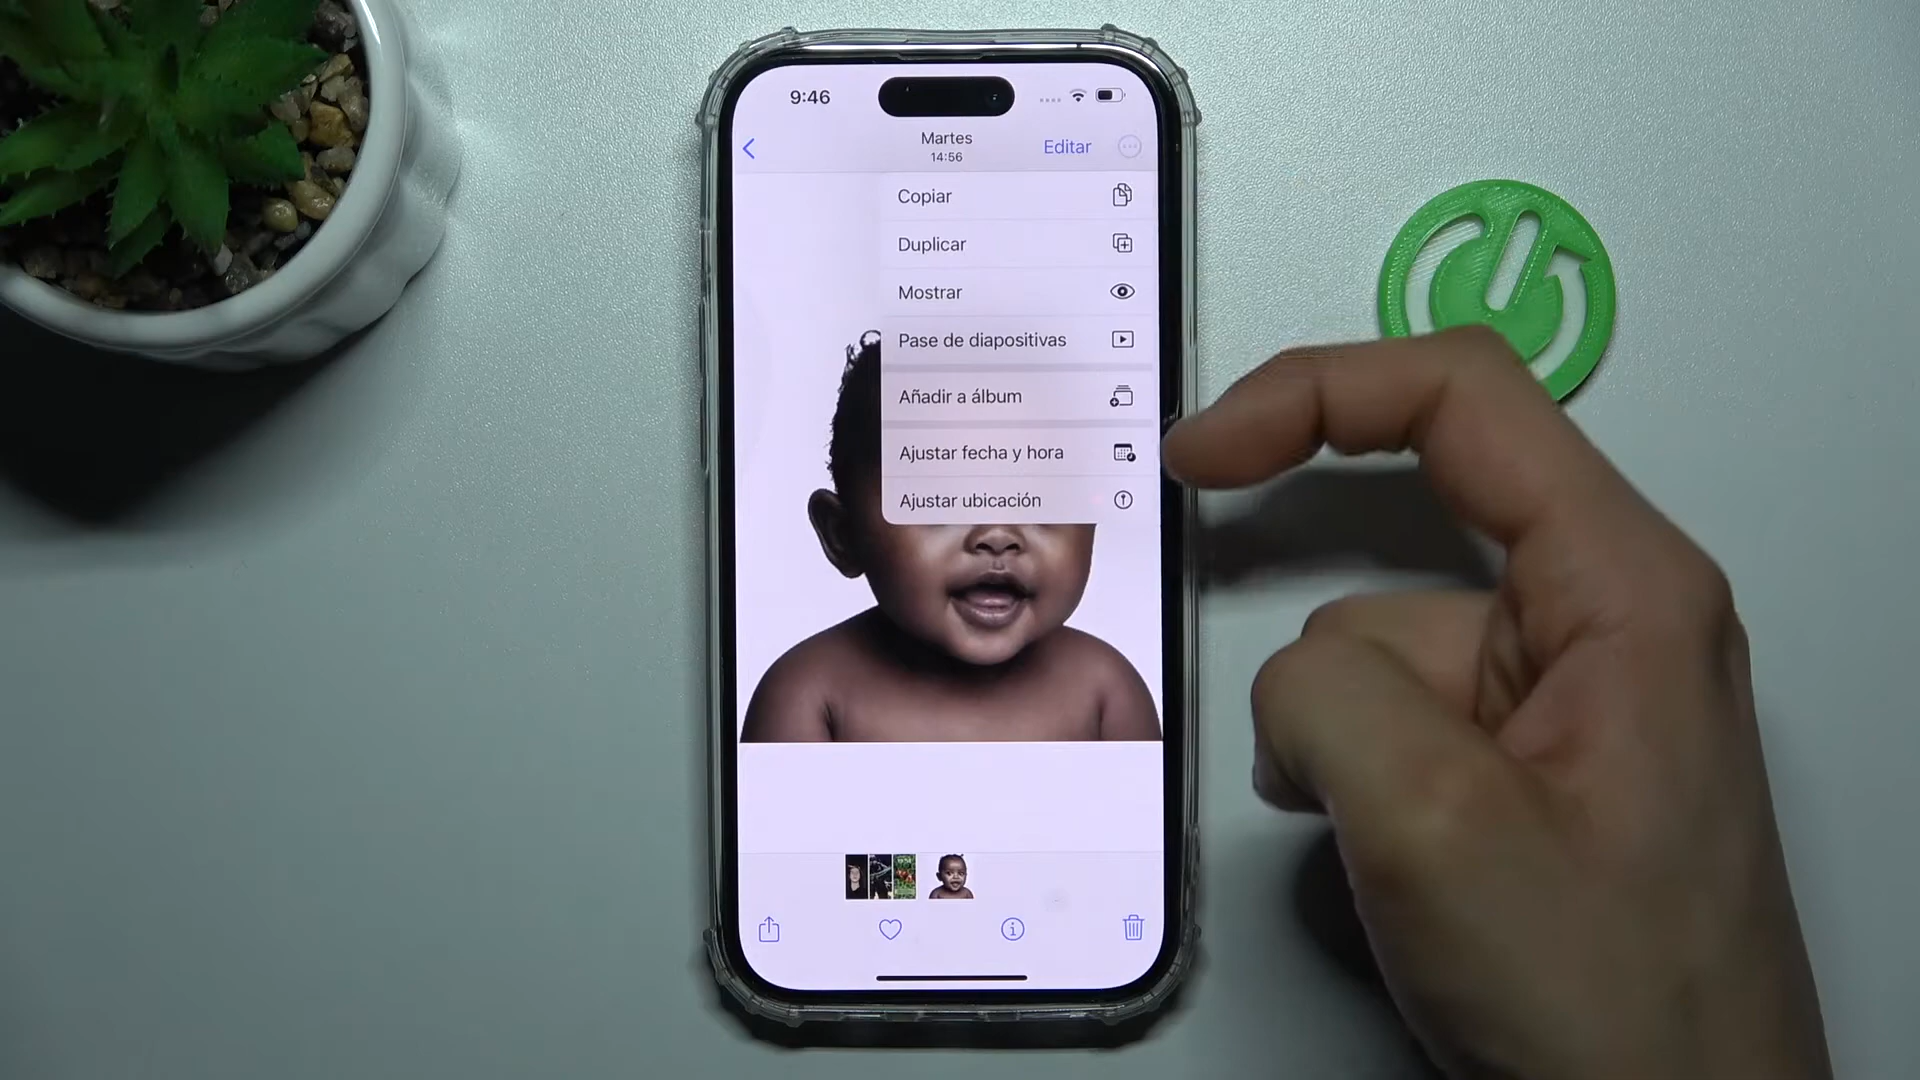 9:46
Martes
14:56
Editar
Copiar
Duplicar
Mostrar
Pase de diapositivas
Añadir a álbum
Ajustar fecha y hora
Ajustar ubicación